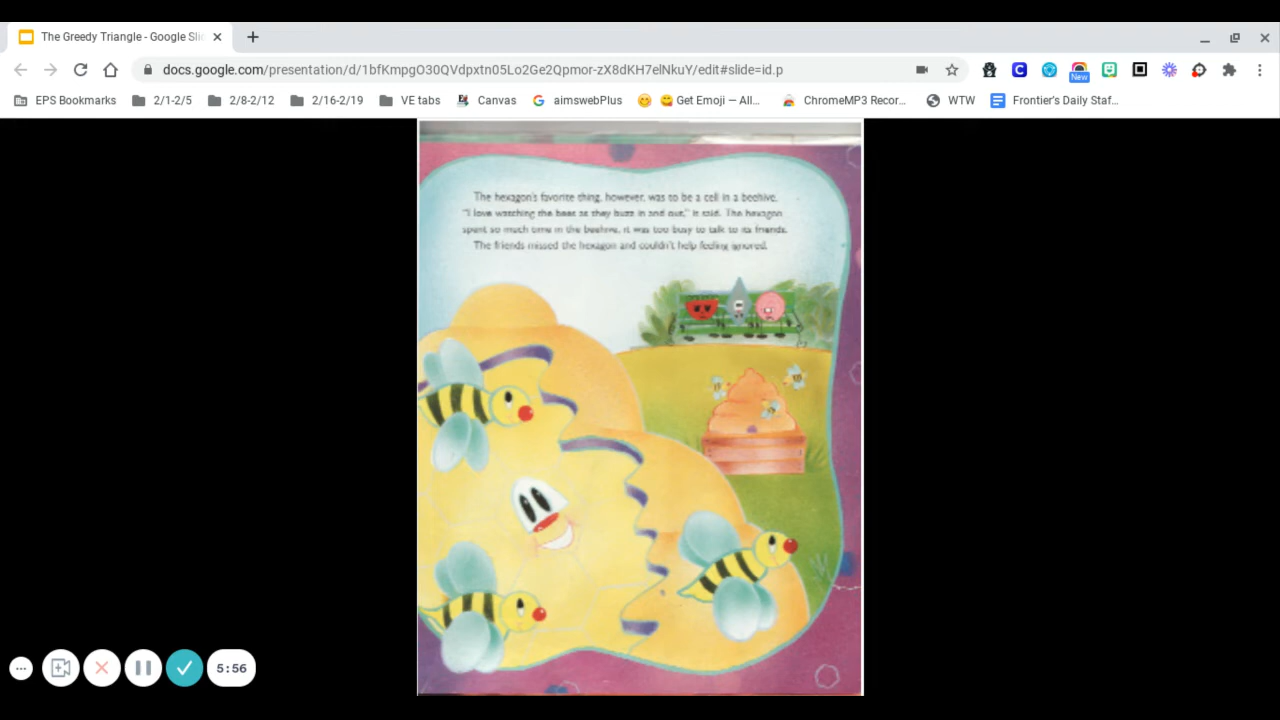 The Greedy Triangle - Google Slid
docs.google.com/presentation/d/1bfKmpgO30QVdpxtn05Lo2Ge2Qpmor-zX8dKH7elNkuY/edit#slide=id.p
New
EPS Bookmarks 2/1-2/5 2/8-2/12 2/16-2/19 VE tabs Canvas aimswebPlus Get Emoji — All... ChromeMP3 Recor... WTW Frontier's Daily Staf...
The hexagon's favorite thing, however, was to be a cell in a beehive.
"I love watching the bees as they buzz in and out," it said. The hexagon
spent so much time in the beehive, it was too busy to talk to its friends.
The friends missed the hexagon and couldn't help feeling ignored.
5:56